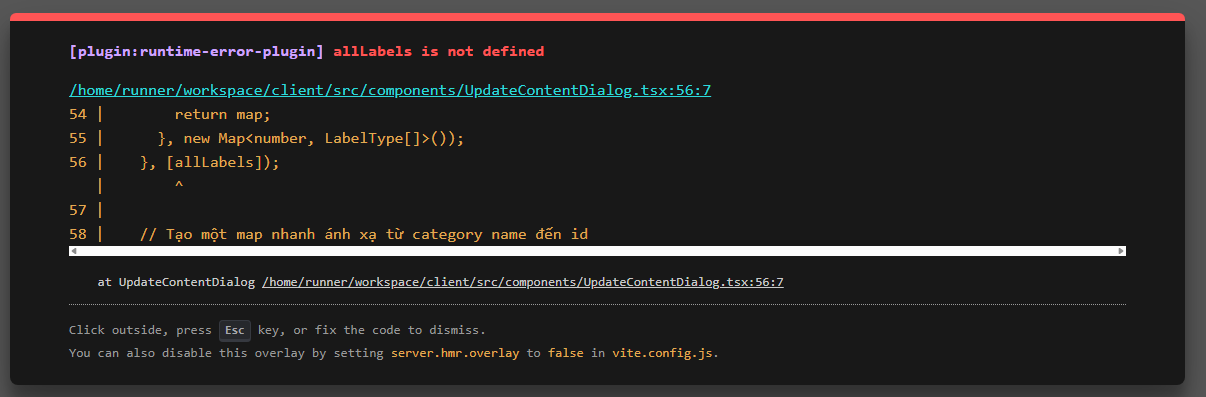 [plugin:runtime-error-plugin] allLabels is not defined
/home/runner/workspace/client/src/components/UpdateContentDialog.tsx:56:7
54 |        return map;
55 |      }, new Map<number, LabelType[]>());
56 |    }, [allLabels]);
   |        ^
57 |
58 |    // Tạo một map nhanh ánh xạ từ category name đến id
at UpdateContentDialog /home/runner/workspace/client/src/components/UpdateContentDialog.tsx:56:7
Click outside, press Esc key, or fix the code to dismiss.
You can also disable this overlay by setting server.hmr.overlay to false in vite.config.js.